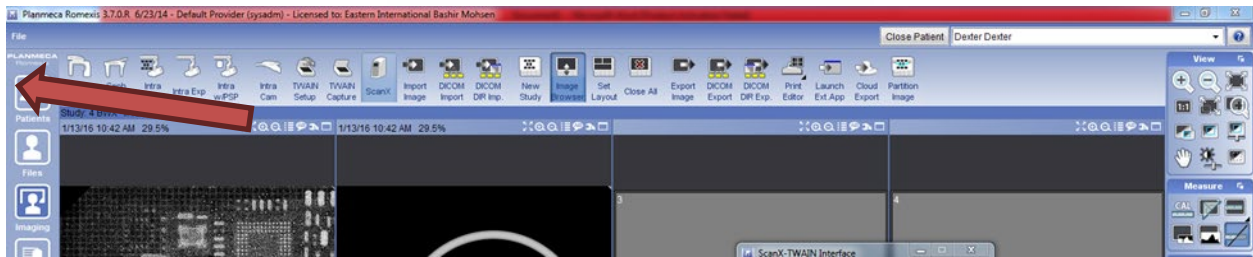 Planmeca Romexis 3.7.0.R 6/23/14 - Default Provider (sysadm) - Licensed to: Eastern International Bashir Mohsen
File
Close Patient Dexter Dexter
PLANMECA
Intra
Intra Exp
Intra w/PSP
Intra Cam
TWAIN Setup
TWAIN Capture
ScanX
Import Image
DICOM Import
DICOM DIR Imp.
New Study
Image Browser
Set Layout
Close All
Export Image
DICOM Export
DICOM DIR Exp.
Print Editor
Launch Ext App
Cloud Export
Partition Image
View
Patients
Study: 4 BWX
1/13/16 10:42 AM 29.5%
1/13/16 10:42 AM 29.5%
1:1
Files
Imaging
3
4
Measure
CAL
ScanX-TWAIN Interface